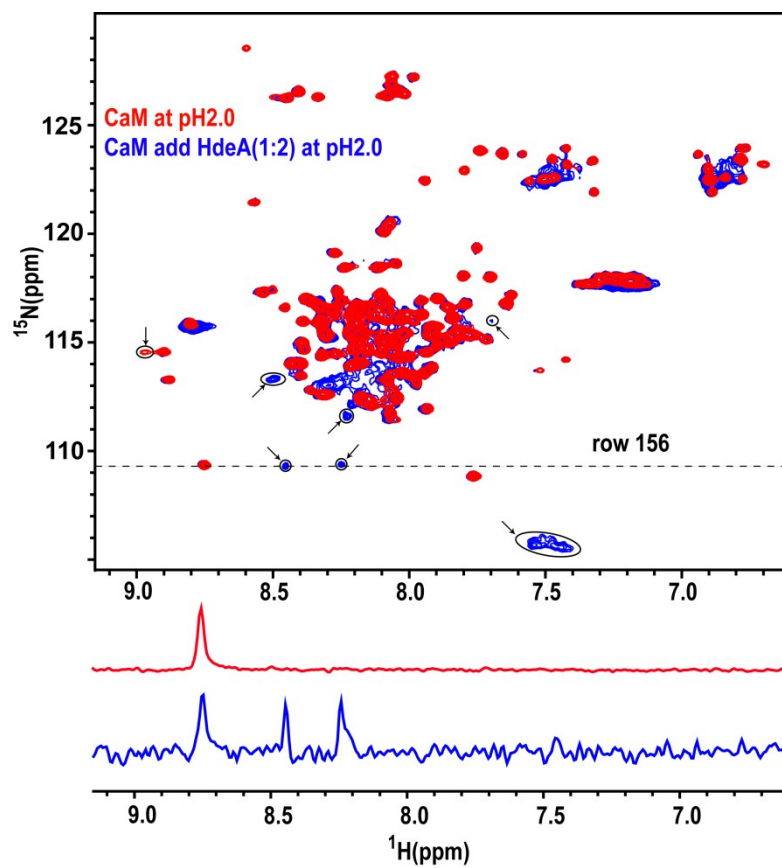 CaM at pH2.0
CaM add HdeA(1:2) at pH2.0
125
120
115
110
15N(ppm)
row 156
9.0 8.5 8.0 7.5 7.0
9.0 8.5 8.0 7.5 7.0
1H(ppm)